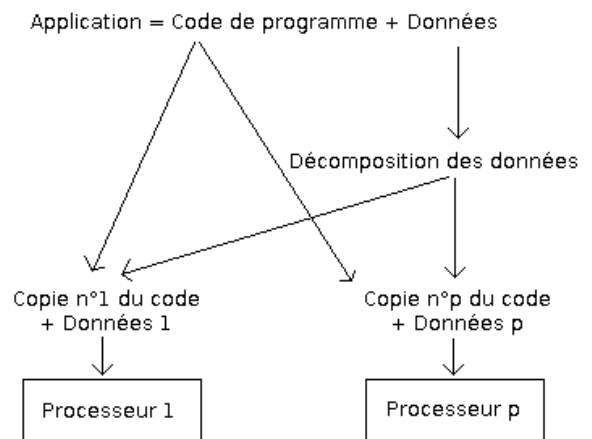 Application = Code de programme + Données
Décomposition des données
Copie n°1 du code
+ Données 1
Copie n°p du code
+ Données p
Processeur 1
Processeur p